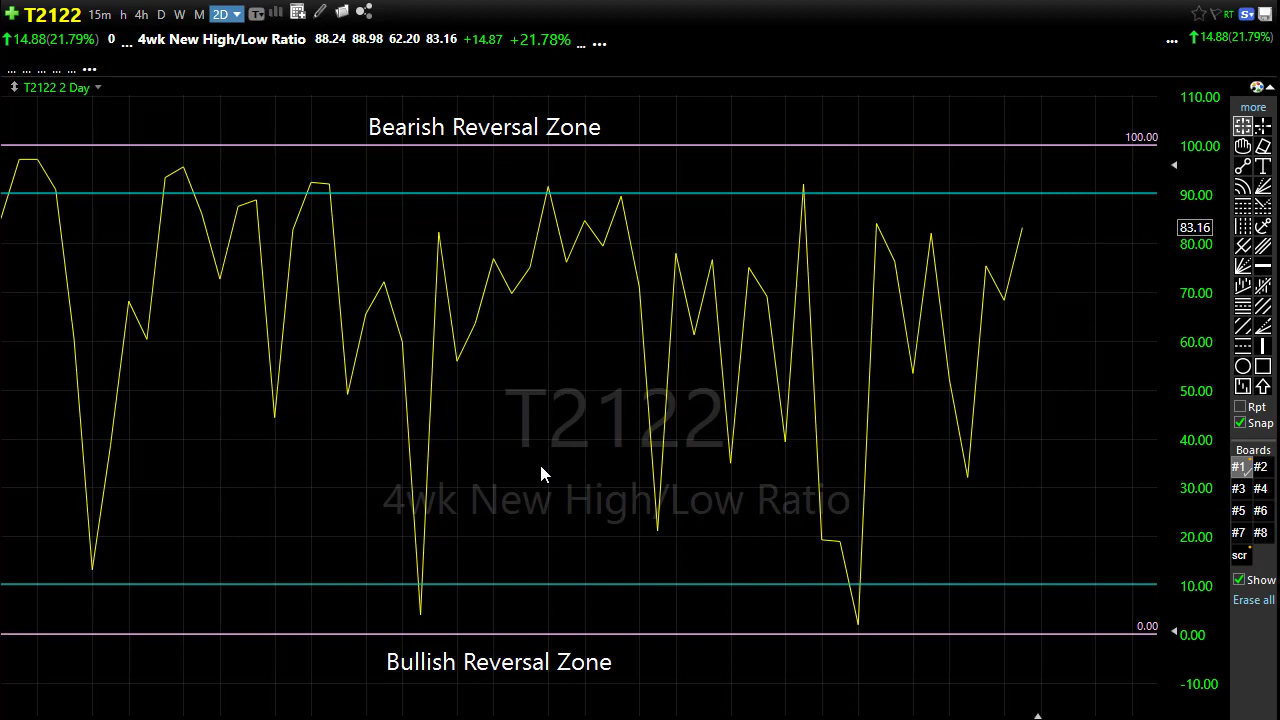 T2122 15m h 4h D W M 2D T RT S
14.88(21.79%) 0 ... 4wk New High/Low Ratio 88.24 88.98 62.20 83.16 +14.87 +21.78% ... ... ... 14.88(21.79%)
... ... ... ... ... ...
T2122 2 Day
more
Bearish Reversal Zone
110.00
100.00
100.00
90.00
83.16
80.00
70.00
60.00
50.00
40.00
30.00
20.00
10.00
0.00
0.00
-10.00
T2122
4wk New High/Low Ratio
Bullish Reversal Zone
T
Rpt
Snap
Boards
#1 #2
#3 #4
#5 #6
#7 #8
scr
Show
Erase all